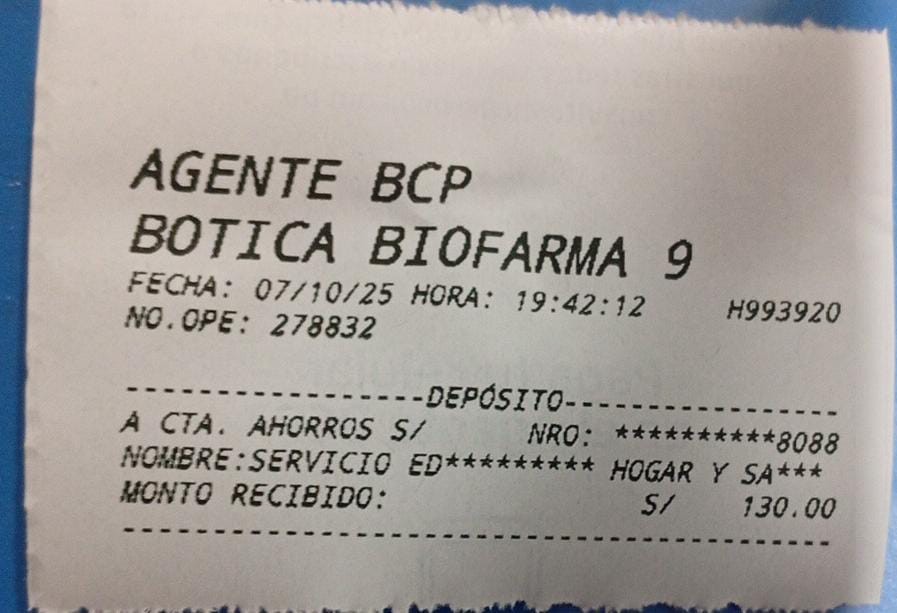 AGENTE BCP
BOTICA BIOFARMA 9
FECHA: 07/10/25 HORA: 19:42:12 H993920
NO.OPE: 278832
------------------DEPÓSITO-----------------
A CTA. AHORROS S/ NRO: **********8088
NOMBRE:SERVICIO ED********* HOGAR Y SA***
MONTO RECIBIDO: S/ 130.00
-------------------------------------------